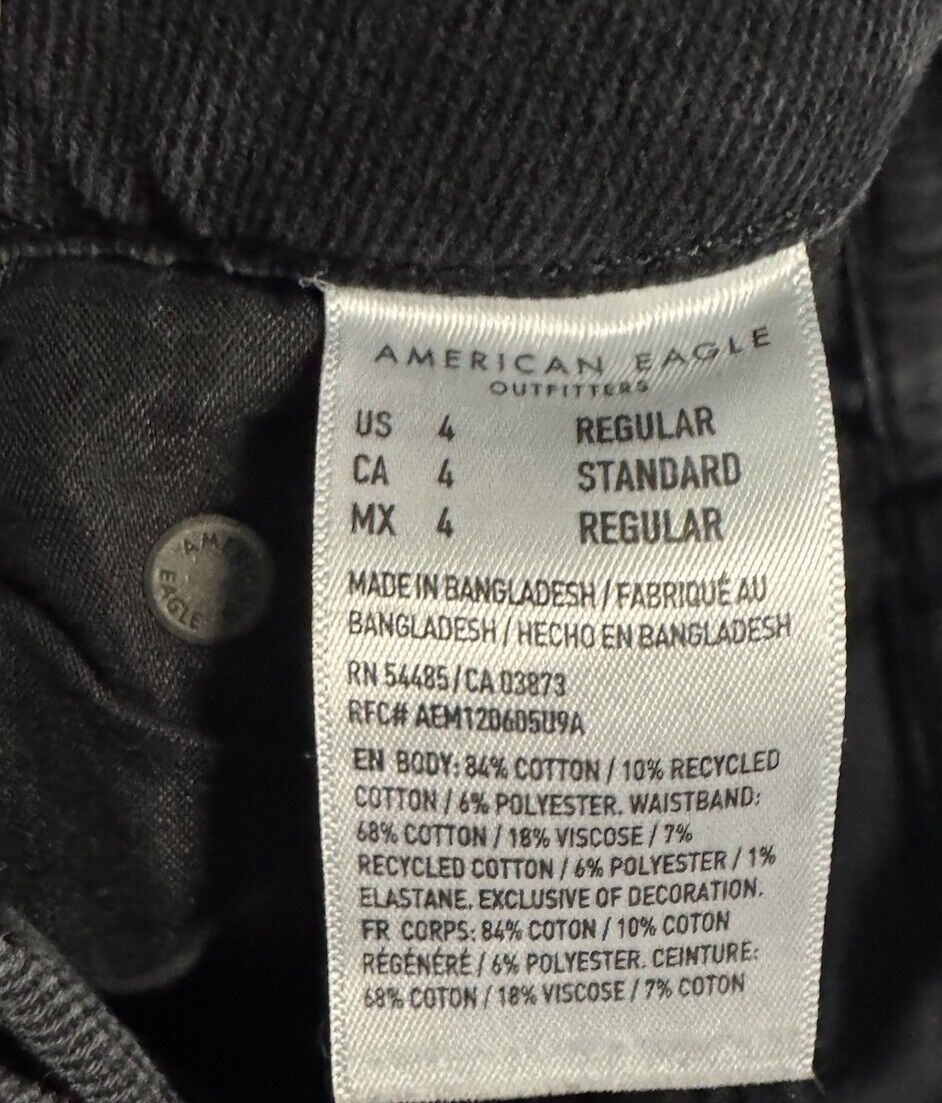 AMERICAN EAGLE
OUTFITTERS
US 4 REGULAR
CA 4 STANDARD
MX 4 REGULAR
MADE IN BANGLADESH / FABRIQUÉ AU
BANGLADESH / HECHO EN BANGLADESH
RN 54485 / CA 03873
RFC# AEM120605U9A
EN BODY: 84% COTTON / 10% RECYCLED
COTTON / 6% POLYESTER. WAISTBAND:
68% COTTON / 18% VISCOSE / 7%
RECYCLED COTTON / 6% POLYESTER / 1%
ELASTANE. EXCLUSIVE OF DECORATION.
FR CORPS: 84% COTON / 10% COTON
RÉGÉNÉRÉ / 6% POLYESTER. CEINTURE:
68% COTON / 18% VISCOSE / 7% COTON
EAGLE